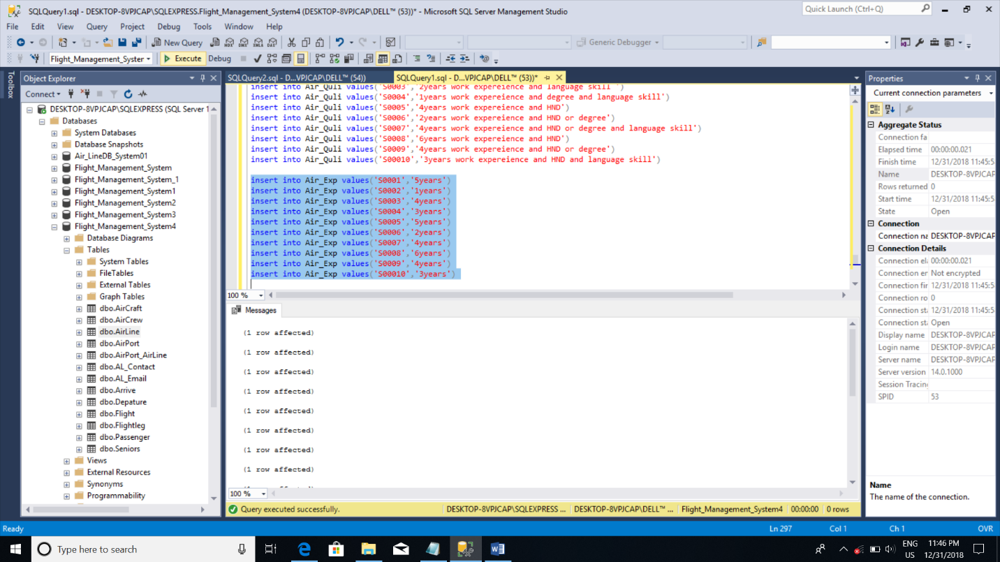 SQLQuery1.sql - DESKTOP-8VPJCAP\SQLEXPRESS.Flight_Management_System4 (DESKTOP-8VPJCAP\DELL™ (53))* - Microsoft SQL Server Management Studio
Quick Launch (Ctrl+Q)
File Edit View Query Project Debug Tools Window Help
New Query
Generic Debugger
Flight_Management_Syster
Execute Debug
Toolbox
Object Explorer
Connect
DESKTOP-8VPJCAP\SQLEXPRESS (SQL Server 1
Databases
System Databases
Database Snapshots
Air_LineDB_System01
Flight_Management_System
Flight_Management_System_1
Flight_Management_System1
Flight_Management_System2
Flight_Management_System3
Flight_Management_System4
Database Diagrams
Tables
System Tables
FileTables
External Tables
Graph Tables
dbo.AirCraft
dbo.AirCrew
dbo.AirLine
dbo.AirPort
dbo.AirPort_AirLine
dbo.AL_Contact
dbo.AL_Email
dbo.Arrive
dbo.Depature
dbo.Flight
dbo.Flightleg
dbo.Passenger
dbo.Seniors
Views
External Resources
Synonyms
Programmability
SQLQuery2.sql - D...VPJCAP\DELL™ (54))
SQLQuery1.sql - D...VPJCAP\DELL™ (53))*
insert into Air_Quli values('S0003','2years work expereience and language skill ')
insert into Air_Quli values('S0004','1years work expereience and degree and language skill')
insert into Air_Quli values('S0005','4years work expereience and HND')
insert into Air_Quli values('S0006','2years work expereience and HND or degree')
insert into Air_Quli values('S0007','4years work expereience and HND or degree and language skill')
insert into Air_Quli values('S0008','6years work expereience and HND')
insert into Air_Quli values('S0009','4years work expereience and HND or degree')
insert into Air_Quli values('S00010','3years work expereience and HND and language skill')
insert into Air_Exp values('S0001','5years')
insert into Air_Exp values('S0002','1years')
insert into Air_Exp values('S0003','4years')
insert into Air_Exp values('S0004','3years')
insert into Air_Exp values('S0005','5years')
insert into Air_Exp values('S0006','2years')
insert into Air_Exp values('S0007','4years')
insert into Air_Exp values('S0008','6years')
insert into Air_Exp values('S0009','4years')
insert into Air_Exp values('S00010','3years')
100 %
Messages
(1 row affected)
(1 row affected)
(1 row affected)
(1 row affected)
(1 row affected)
(1 row affected)
(1 row affected)
(1 row affected)
100 %
Query executed successfully. DESKTOP-8VPJCAP\SQLEXPRESS ... DESKTOP-8VPJCAP\DELL™ ... Flight_Management_System4 00:00:00 0 rows
Properties
Current connection parameters
Aggregate Status
Connection fa
Elapsed time 00:00:00.021
Finish time 12/31/2018 11:45:5
Name DESKTOP-8VPJCAP
Rows returned 0
Start time 12/31/2018 11:45:5
State Open
Connection
Connection na DESKTOP-8VPJCAP
Connection Details
Connection el 00:00:00.021
Connection en Not encrypted
Connection fir 12/31/2018 11:45:5
Connection ro 0
Connection sta 12/31/2018 11:45:5
Connection sta Open
Display name DESKTOP-8VPJCAP
Login name DESKTOP-8VPJCAP
Server name DESKTOP-8VPJCAP
Server version 14.0.1000
Session Tracin
SPID 53
Name
The name of the connection.
Ready Ln 297 Col 1 Ch 1 OVR
Type here to search
ENG
US
11:46 PM
12/31/2018